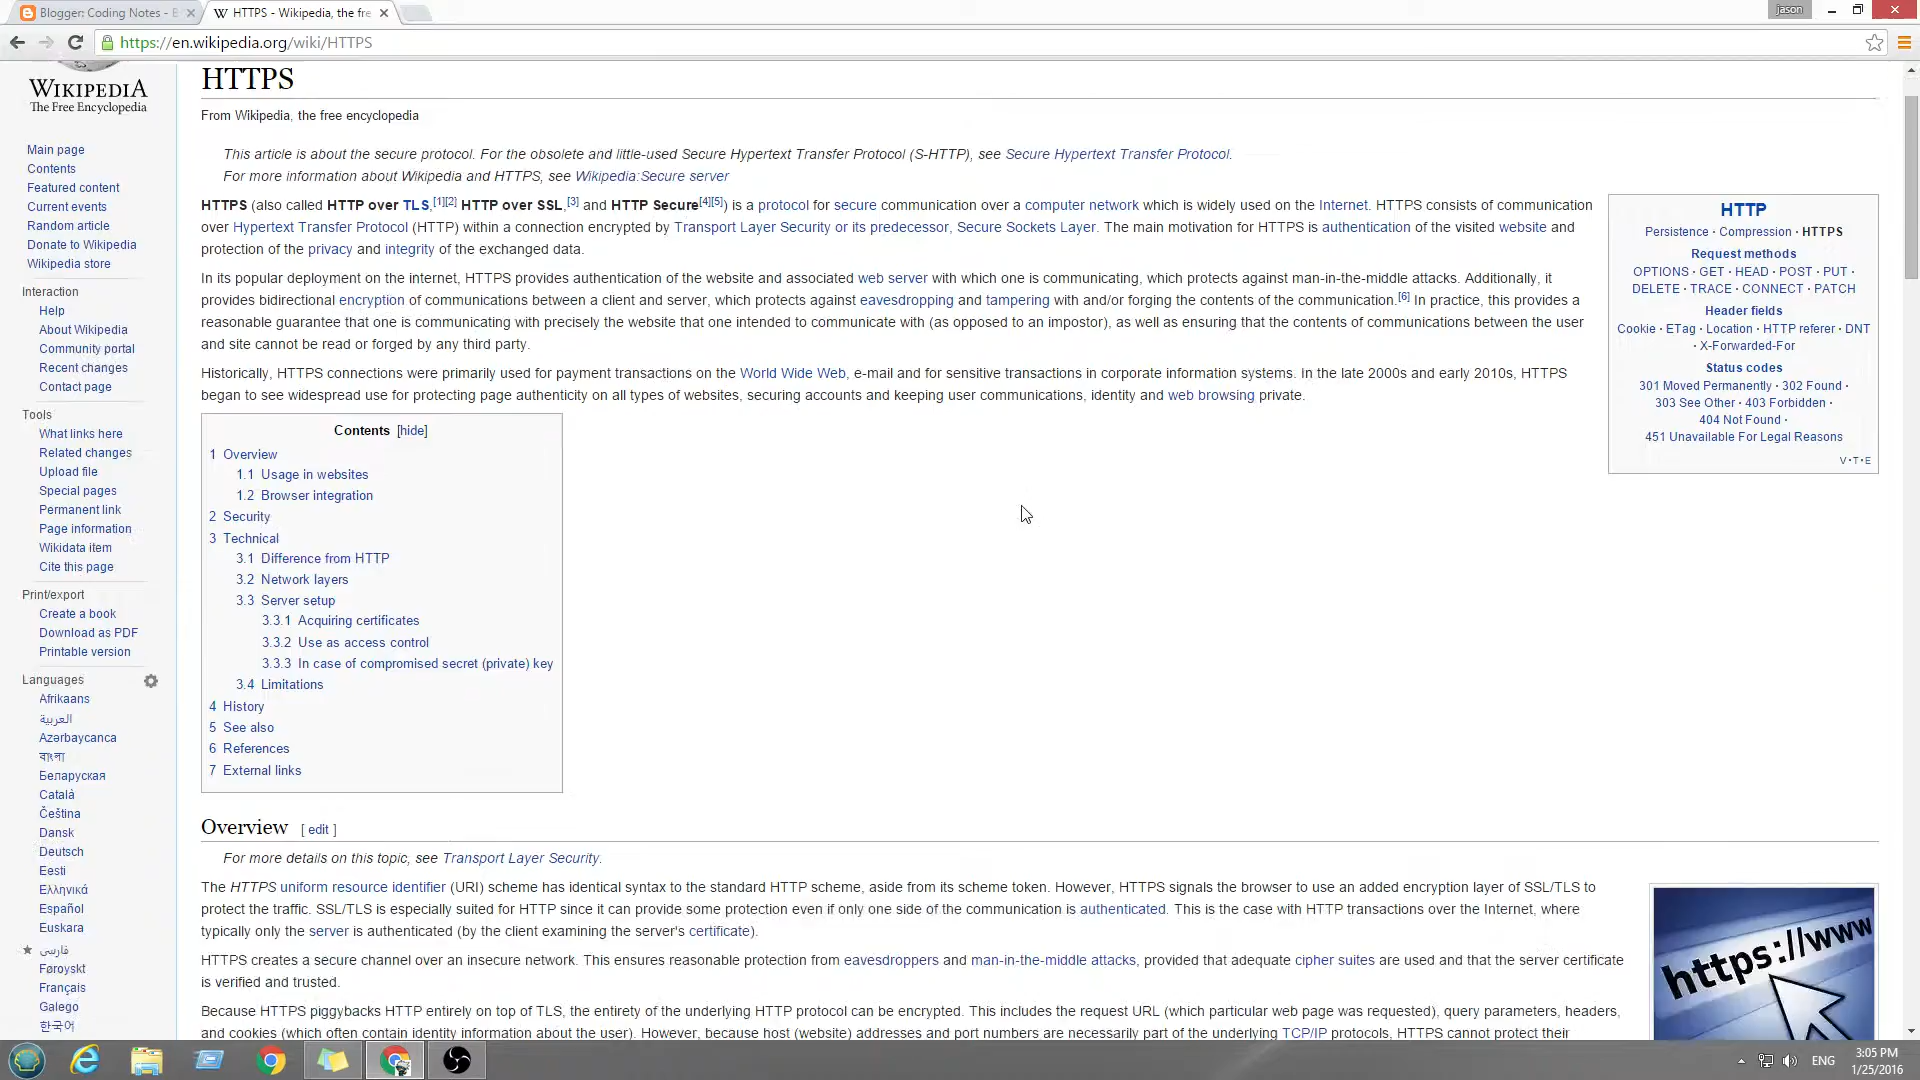 Blogger: Coding Notes - B
HTTPS - Wikipedia, the fre
jason
https://en.wikipedia.org/wiki/HTTPS
WIKIPEDIA
The Free Encyclopedia
Main page
Contents
Featured content
Current events
Random article
Donate to Wikipedia
Wikipedia store
Interaction
Help
About Wikipedia
Community portal
Recent changes
Contact page
Tools
What links here
Related changes
Upload file
Special pages
Permanent link
Page information
Wikidata item
Cite this page
Print/export
Create a book
Download as PDF
Printable version
Languages
Afrikaans
العربية
Azərbaycanca
বাংলা
Беларуская
Català
Čeština
Dansk
Deutsch
Eesti
Ελληνικά
Español
Euskara
فارسی
Føroyskt
Français
Galego
한국어
HTTPS
From Wikipedia, the free encyclopedia
This article is about the secure protocol. For the obsolete and little-used Secure Hypertext Transfer Protocol (S-HTTP), see Secure Hypertext Transfer Protocol.
For more information about Wikipedia and HTTPS, see Wikipedia:Secure server
HTTPS (also called HTTP over TLS,[1][2] HTTP over SSL,[3] and HTTP Secure[4][5]) is a protocol for secure communication over a computer network which is widely used on the Internet. HTTPS consists of communication
over Hypertext Transfer Protocol (HTTP) within a connection encrypted by Transport Layer Security or its predecessor, Secure Sockets Layer. The main motivation for HTTPS is authentication of the visited website and
protection of the privacy and integrity of the exchanged data.
In its popular deployment on the internet, HTTPS provides authentication of the website and associated web server with which one is communicating, which protects against man-in-the-middle attacks. Additionally, it
provides bidirectional encryption of communications between a client and server, which protects against eavesdropping and tampering with and/or forging the contents of the communication.[6] In practice, this provides a
reasonable guarantee that one is communicating with precisely the website that one intended to communicate with (as opposed to an impostor), as well as ensuring that the contents of communications between the user
and site cannot be read or forged by any third party.
Historically, HTTPS connections were primarily used for payment transactions on the World Wide Web, e-mail and for sensitive transactions in corporate information systems. In the late 2000s and early 2010s, HTTPS
began to see widespread use for protecting page authenticity on all types of websites, securing accounts and keeping user communications, identity and web browsing private.
HTTP
Persistence · Compression · HTTPS
Request methods
OPTIONS · GET · HEAD · POST · PUT ·
DELETE · TRACE · CONNECT · PATCH
Header fields
Cookie · ETag · Location · HTTP referer · DNT
· X-Forwarded-For
Status codes
301 Moved Permanently · 302 Found ·
303 See Other · 403 Forbidden ·
404 Not Found ·
451 Unavailable For Legal Reasons
V · T · E
Contents [hide]
1 Overview
1.1 Usage in websites
1.2 Browser integration
2 Security
3 Technical
3.1 Difference from HTTP
3.2 Network layers
3.3 Server setup
3.3.1 Acquiring certificates
3.3.2 Use as access control
3.3.3 In case of compromised secret (private) key
3.4 Limitations
4 History
5 See also
6 References
7 External links
Overview [ edit ]
For more details on this topic, see Transport Layer Security.
The HTTPS uniform resource identifier (URI) scheme has identical syntax to the standard HTTP scheme, aside from its scheme token. However, HTTPS signals the browser to use an added encryption layer of SSL/TLS to
protect the traffic. SSL/TLS is especially suited for HTTP since it can provide some protection even if only one side of the communication is authenticated. This is the case with HTTP transactions over the Internet, where
typically only the server is authenticated (by the client examining the server's certificate).
HTTPS creates a secure channel over an insecure network. This ensures reasonable protection from eavesdroppers and man-in-the-middle attacks, provided that adequate cipher suites are used and that the server certificate
is verified and trusted.
Because HTTPS piggybacks HTTP entirely on top of TLS, the entirety of the underlying HTTP protocol can be encrypted. This includes the request URL (which particular web page was requested), query parameters, headers,
and cookies (which often contain identity information about the user). However, because host (website) addresses and port numbers are necessarily part of the underlying TCP/IP protocols, HTTPS cannot protect their
https://www
ENG
3:05 PM
1/25/2016